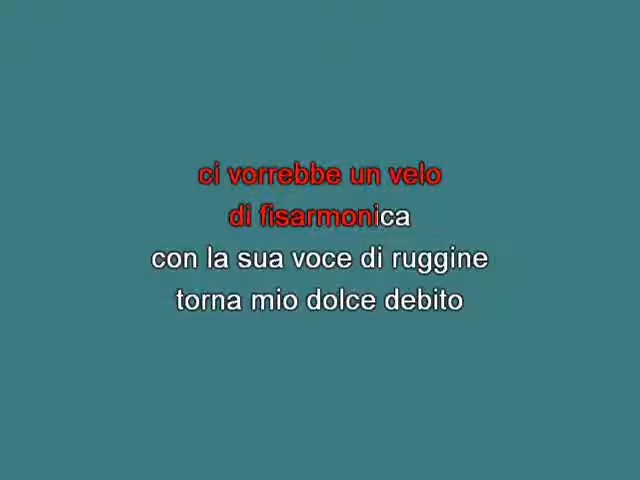 ci vorrebbe un velo
di fisarmonica
con la sua voce di ruggine
torna mio dolce debito